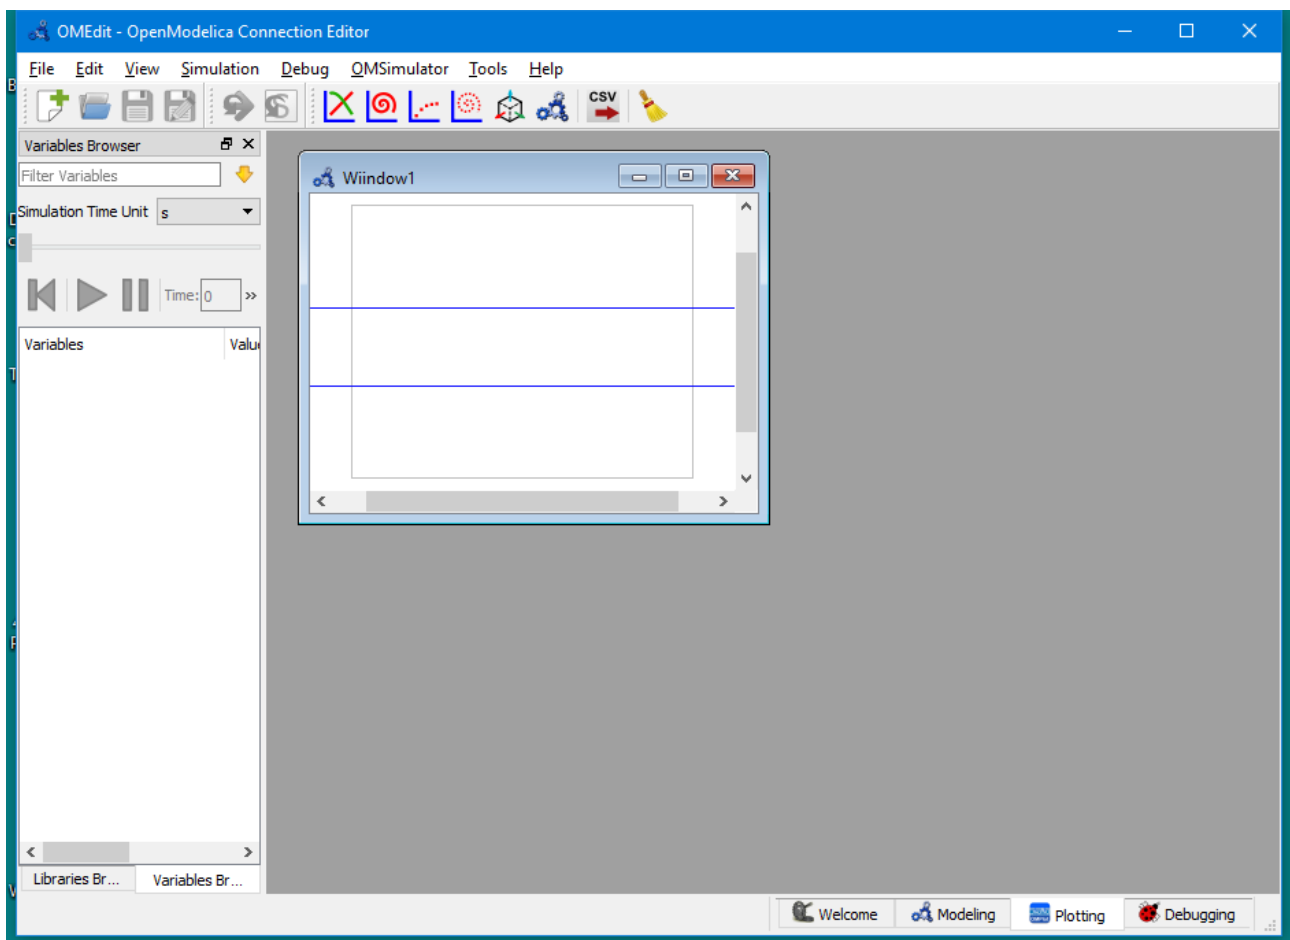 OMEdit - OpenModelica Connection Editor
File Edit View Simulation Debug OMSimulator Tools Help
CSV
Variables Browser
Filter Variables
Simulation Time Unit s
Time: 0 »
Variables Valu
Wiindow1
Libraries Br... Variables Br...
Welcome Modeling Plotting Debugging